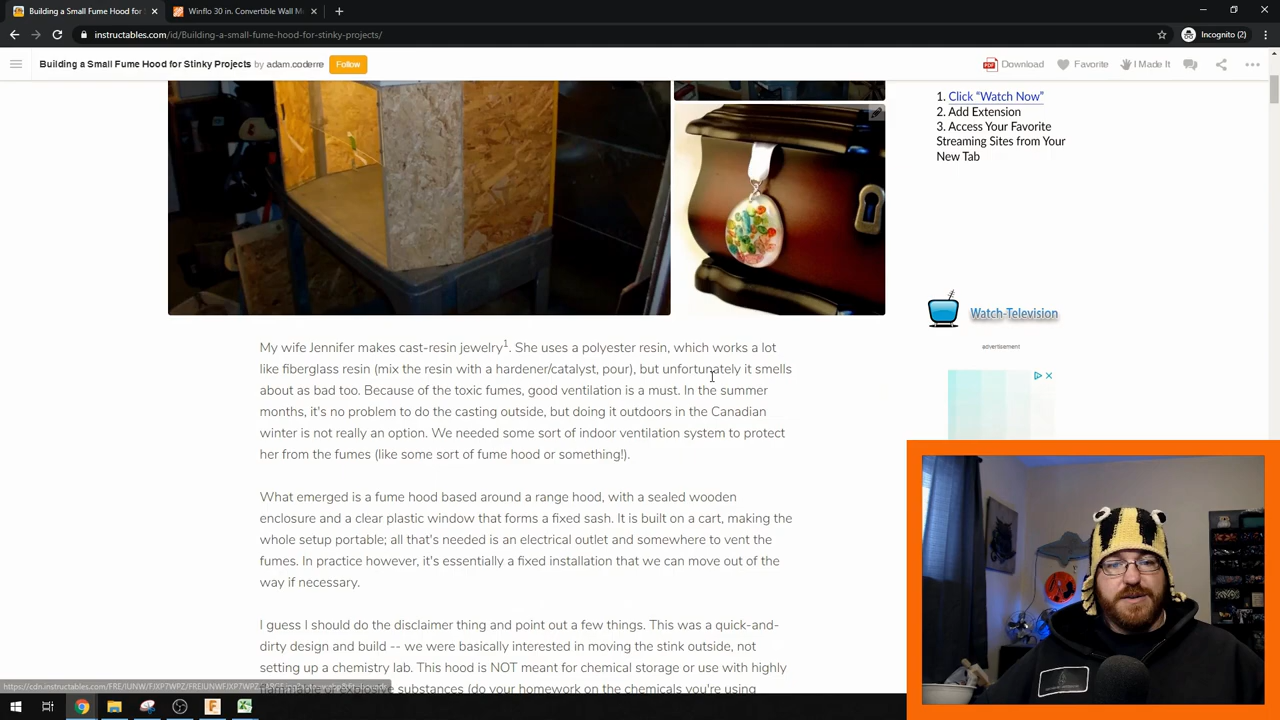 Building a Small Fume Hood for
Winflo 30 in. Convertible Wall M
Incognito (2)
instructables.com/id/Building-a-small-fume-hood-for-stinky-projects/
Building a Small Fume Hood for Stinky Projects by adam.coderre Follow
Download Favorite I Made It
1. Click “Watch Now”
2. Add Extension
3. Access Your Favorite
Streaming Sites from Your
New Tab
Watch-Television
advertisement
My wife Jennifer makes cast-resin jewelry1. She uses a polyester resin, which works a lot
like fiberglass resin (mix the resin with a hardener/catalyst, pour), but unfortunately it smells
about as bad too. Because of the toxic fumes, good ventilation is a must. In the summer
months, it's no problem to do the casting outside, but doing it outdoors in the Canadian
winter is not really an option. We needed some sort of indoor ventilation system to protect
her from the fumes (like some sort of fume hood or something!).
What emerged is a fume hood based around a range hood, with a sealed wooden
enclosure and a clear plastic window that forms a fixed sash. It is built on a cart, making the
whole setup portable; all that's needed is an electrical outlet and somewhere to vent the
fumes. In practice however, it's essentially a fixed installation that we can move out of the
way if necessary.
I guess I should do the disclaimer thing and point out a few things. This was a quick-and-
dirty design and build -- we were basically interested in moving the stink outside, not
setting up a chemistry lab. This hood is NOT meant for chemical storage or use with highly
substances (do your homework on the chemicals you're using